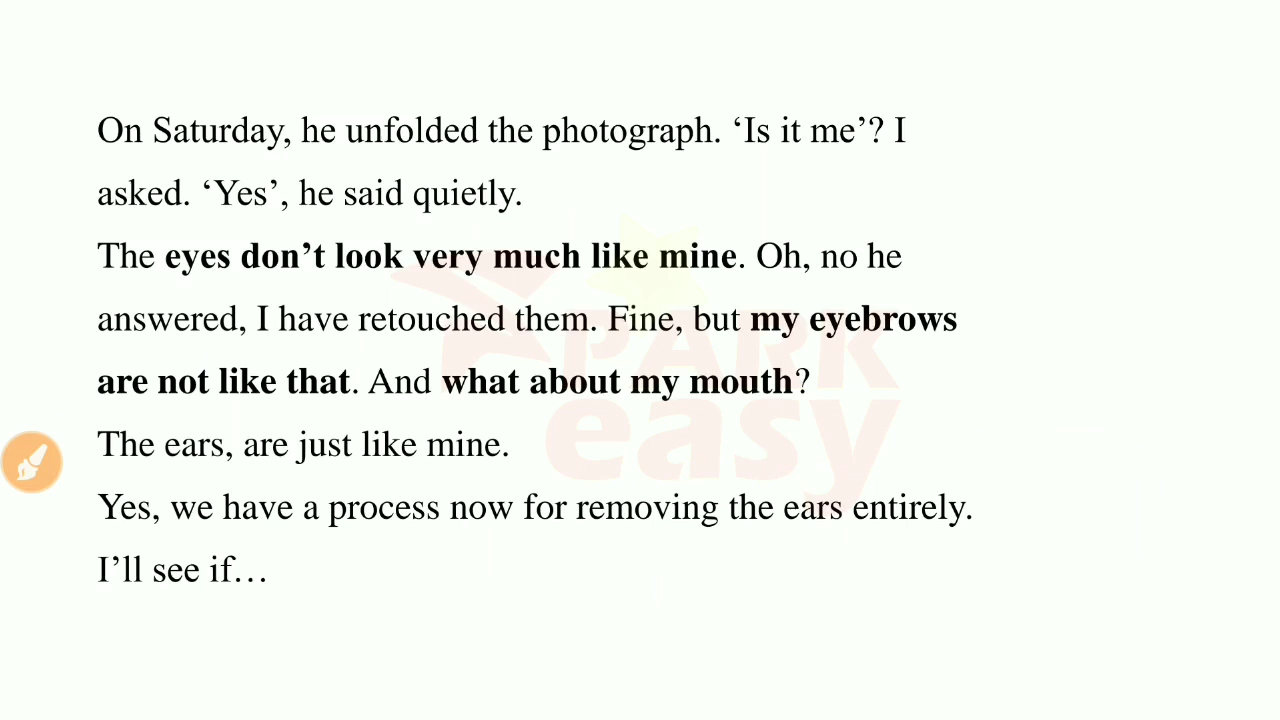 On Saturday, he unfolded the photograph. ‘Is it me’? I
asked. ‘Yes’, he said quietly.
The eyes don’t look very much like mine. Oh, no he
answered, I have retouched them. Fine, but my eyebrows
are not like that. And what about my mouth?
The ears, are just like mine.
Yes, we have a process now for removing the ears entirely.
I’ll see if…
PARK
easy